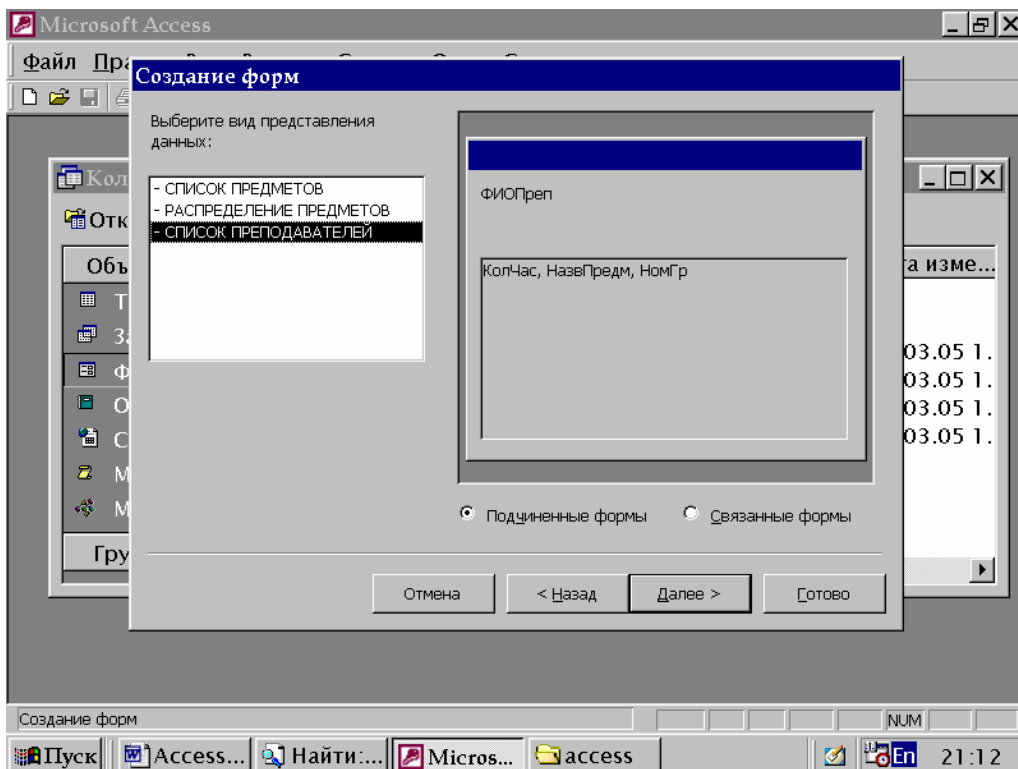 Microsoft Access
Файл
Создание форм
Выберите вид представления
данных:
- СПИСОК ПРЕДМЕТОВ
- РАСПРЕДЕЛЕНИЕ ПРЕДМЕТОВ
- СПИСОК ПРЕПОДАВАТЕЛЕЙ
ФИОПреп
КолЧас, НазвПредм, НомГр
Кол
Отк
Объ
Т
За
Ф
О
С
М
М
Гру
та изме...
03.05 1.
03.05 1.
03.05 1.
03.05 1.
Подчиненные формы
Связанные формы
Отмена
< Назад
Далее >
Готово
Создание форм
NUM
Пуск
Access...
Найти:...
Micros...
access
En
21:12